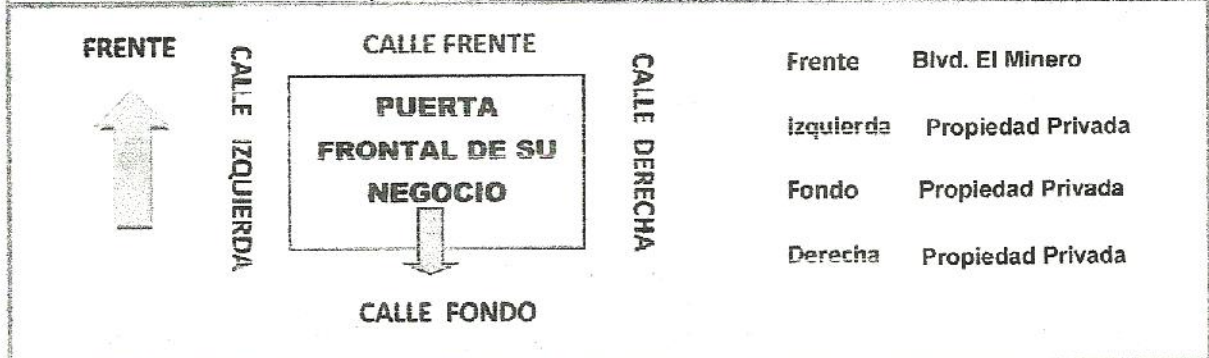 FRENTE
CALLE IZQUIERDA
CALLE FRENTE
PUERTA
FRONTAL DE SU
NEGOCIO
CALLE FONDO
CALLE DERECHA
Frente Blvd. El Minero
Izquierda Propiedad Privada
Fondo Propiedad Privada
Derecha Propiedad Privada